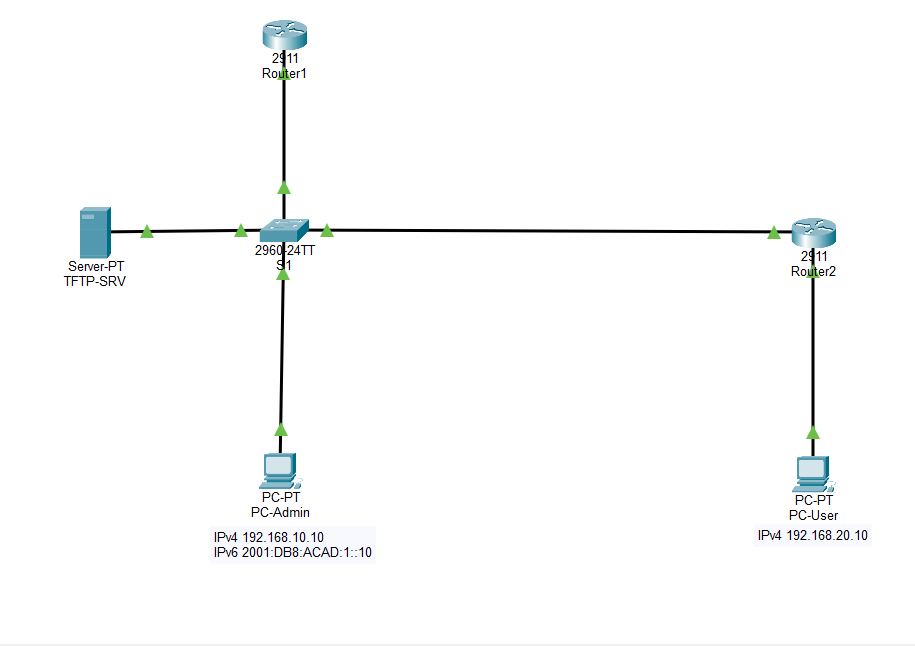 2911
Router1
Server-PT
TFTP-SRV
2960-24TT
S1
2911
Router2
PC-PT
PC-Admin
IPv4 192.168.10.10
IPv6 2001:DB8:ACAD:1::10
PC-PT
PC-User
IPv4 192.168.20.10